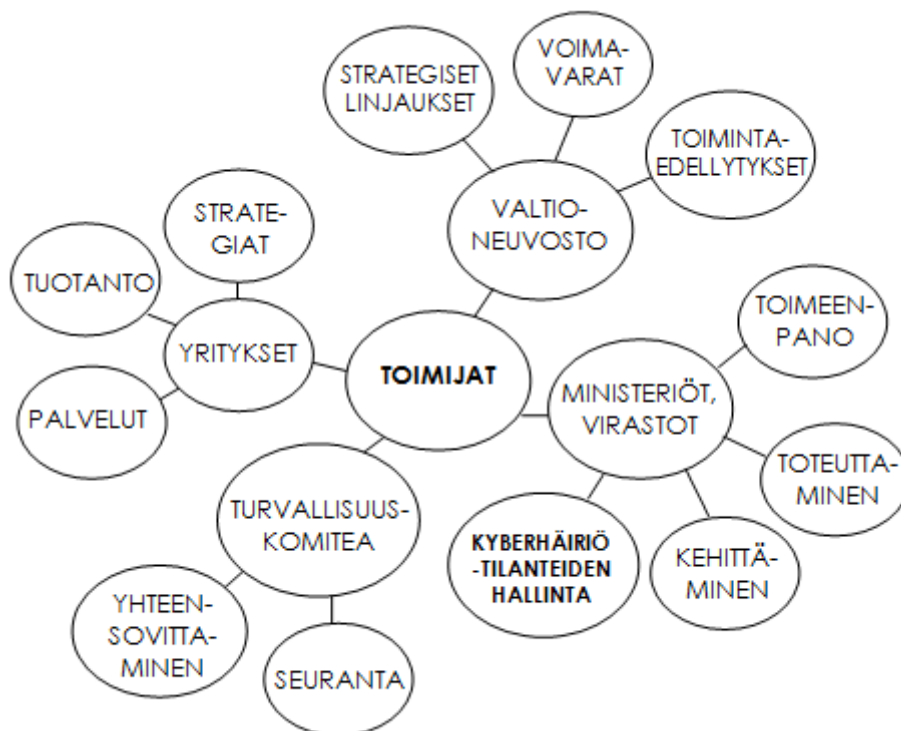 STRATEGISET
LINJAUKSET
VOIMA-
VARAT
TOIMINTA-
EDELLYTYKSET
VALTIO-
NEUVOSTO
STRATE-
GIAT
TUOTANTO
YRITYKSET
PALVELUT
TOIMIJAT
TOIMEEN-
PANO
MINISTERIÖT,
VIRASTOT
TOTEUTTA-
MINEN
KEHITTÄ-
MINEN
KYBERHÄIRIÖ
-TILANTEIDEN
HALLINTA
TURVALLISUUS-
KOMITEA
YHTEEN-
SOVITTA-
MINEN
SEURANTA